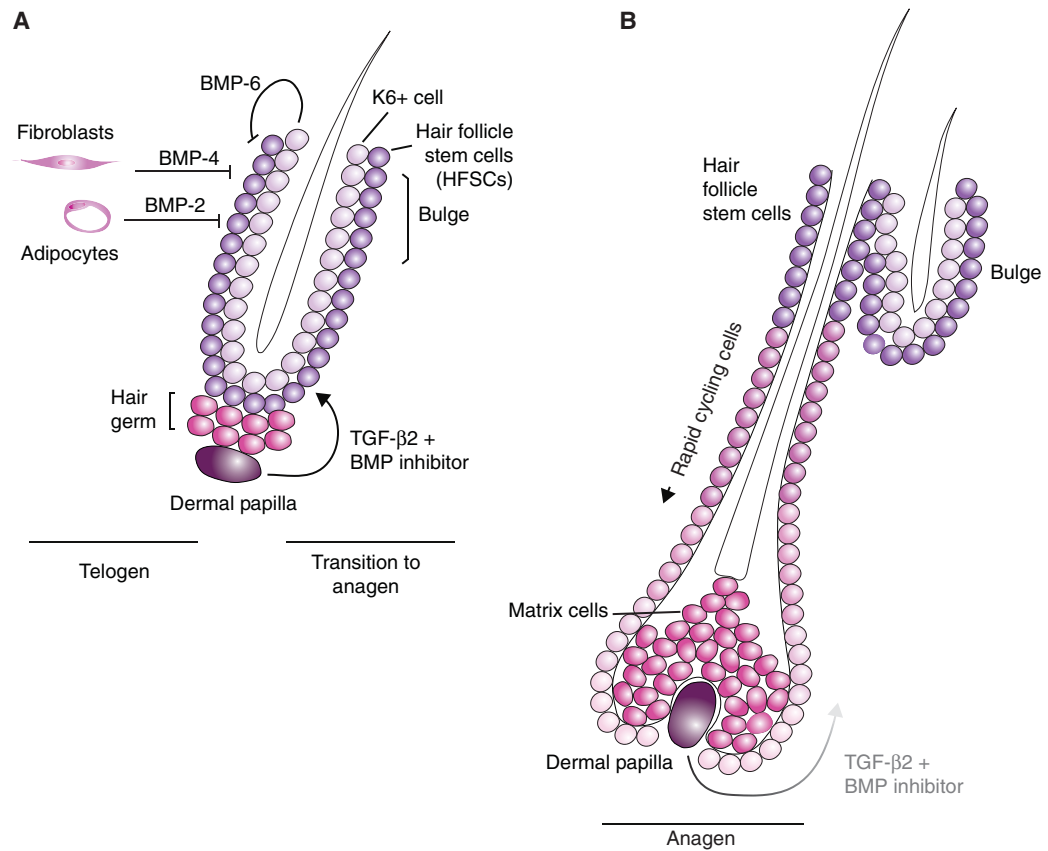 A
BMP-6
K6+ cell
Fibroblasts
BMP-4
Hair follicle
stem cells
(HFSCs)
BMP-2
Bulge
Adipocytes
Hair
germ
TGF-β2 +
BMP inhibitor
Dermal papilla
Telogen
Transition to
anagen
B
Hair
follicle
stem cells
Bulge
Rapid cycling cells
Matrix cells
Dermal papilla
TGF-β2 +
BMP inhibitor
Anagen